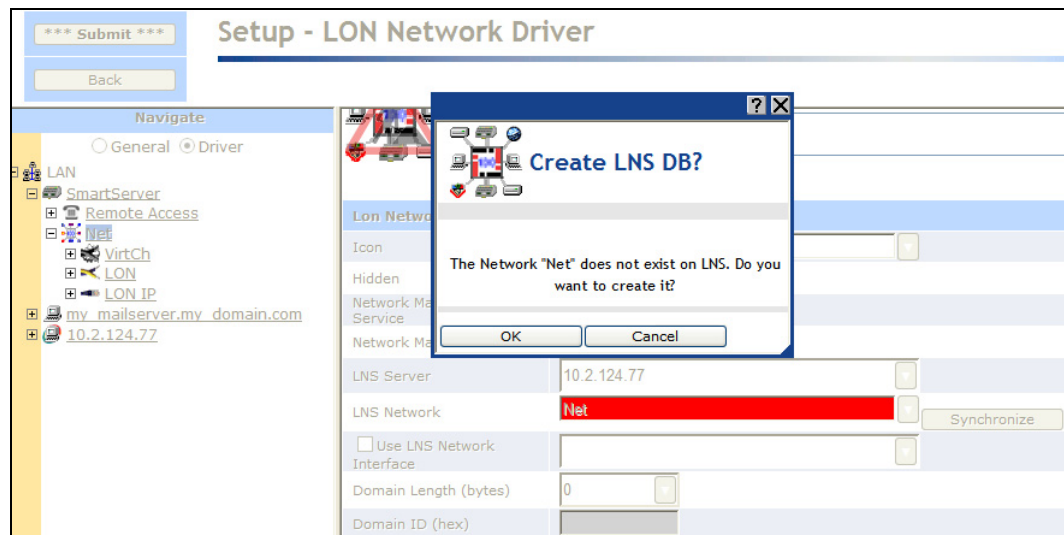 *** Submit ***
Setup - LON Network Driver
Back
Navigate
General Driver
LAN
SmartServer
Remote Access
Net
VirtCh
LON
LON IP
my_mailserver.my_domain.com
10.2.124.77
? X
Create LNS DB?
The Network "Net" does not exist on LNS. Do you
want to create it?
OK Cancel
Lon Netwo
Icon
Hidden
Network Ma
Service
Network Ma
LNS Server 10.2.124.77
LNS Network Net Synchronize
Use LNS Network
Interface
Domain Length (bytes) 0
Domain ID (hex)